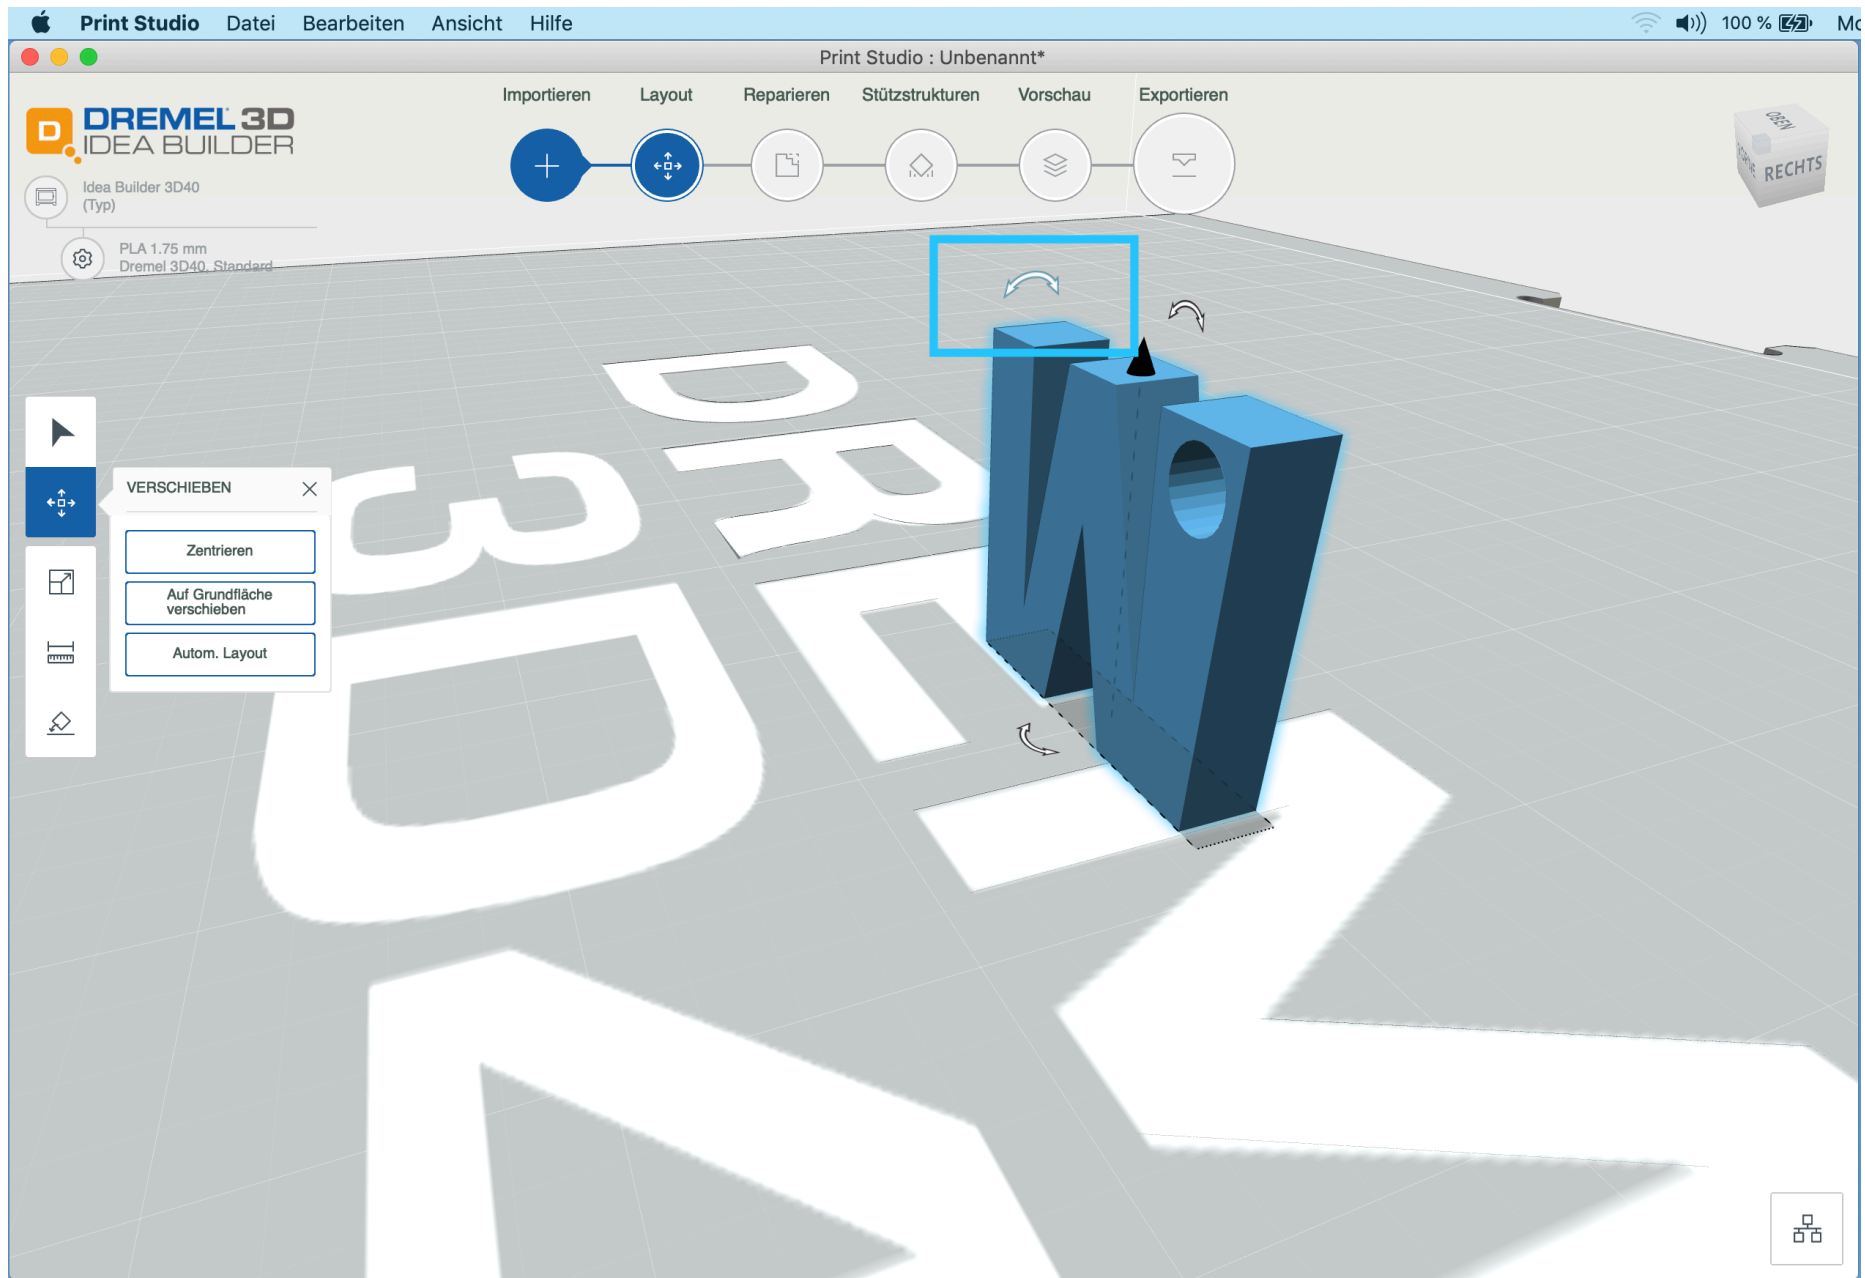 Print Studio Datei Bearbeiten Ansicht Hilfe 100 %
Print Studio : Unbenannt*
Importieren Layout Reparieren Stützstrukturen Vorschau Exportieren
D DREMEL 3D
IDEA BUILDER
Idea Builder 3D40
(Typ)
PLA 1.75 mm
Dremel 3D40, Standard
OBEN
RECHTS
VERSCHIEBEN
Zentrieren
Auf Grundfläche
verschieben
Autom. Layout